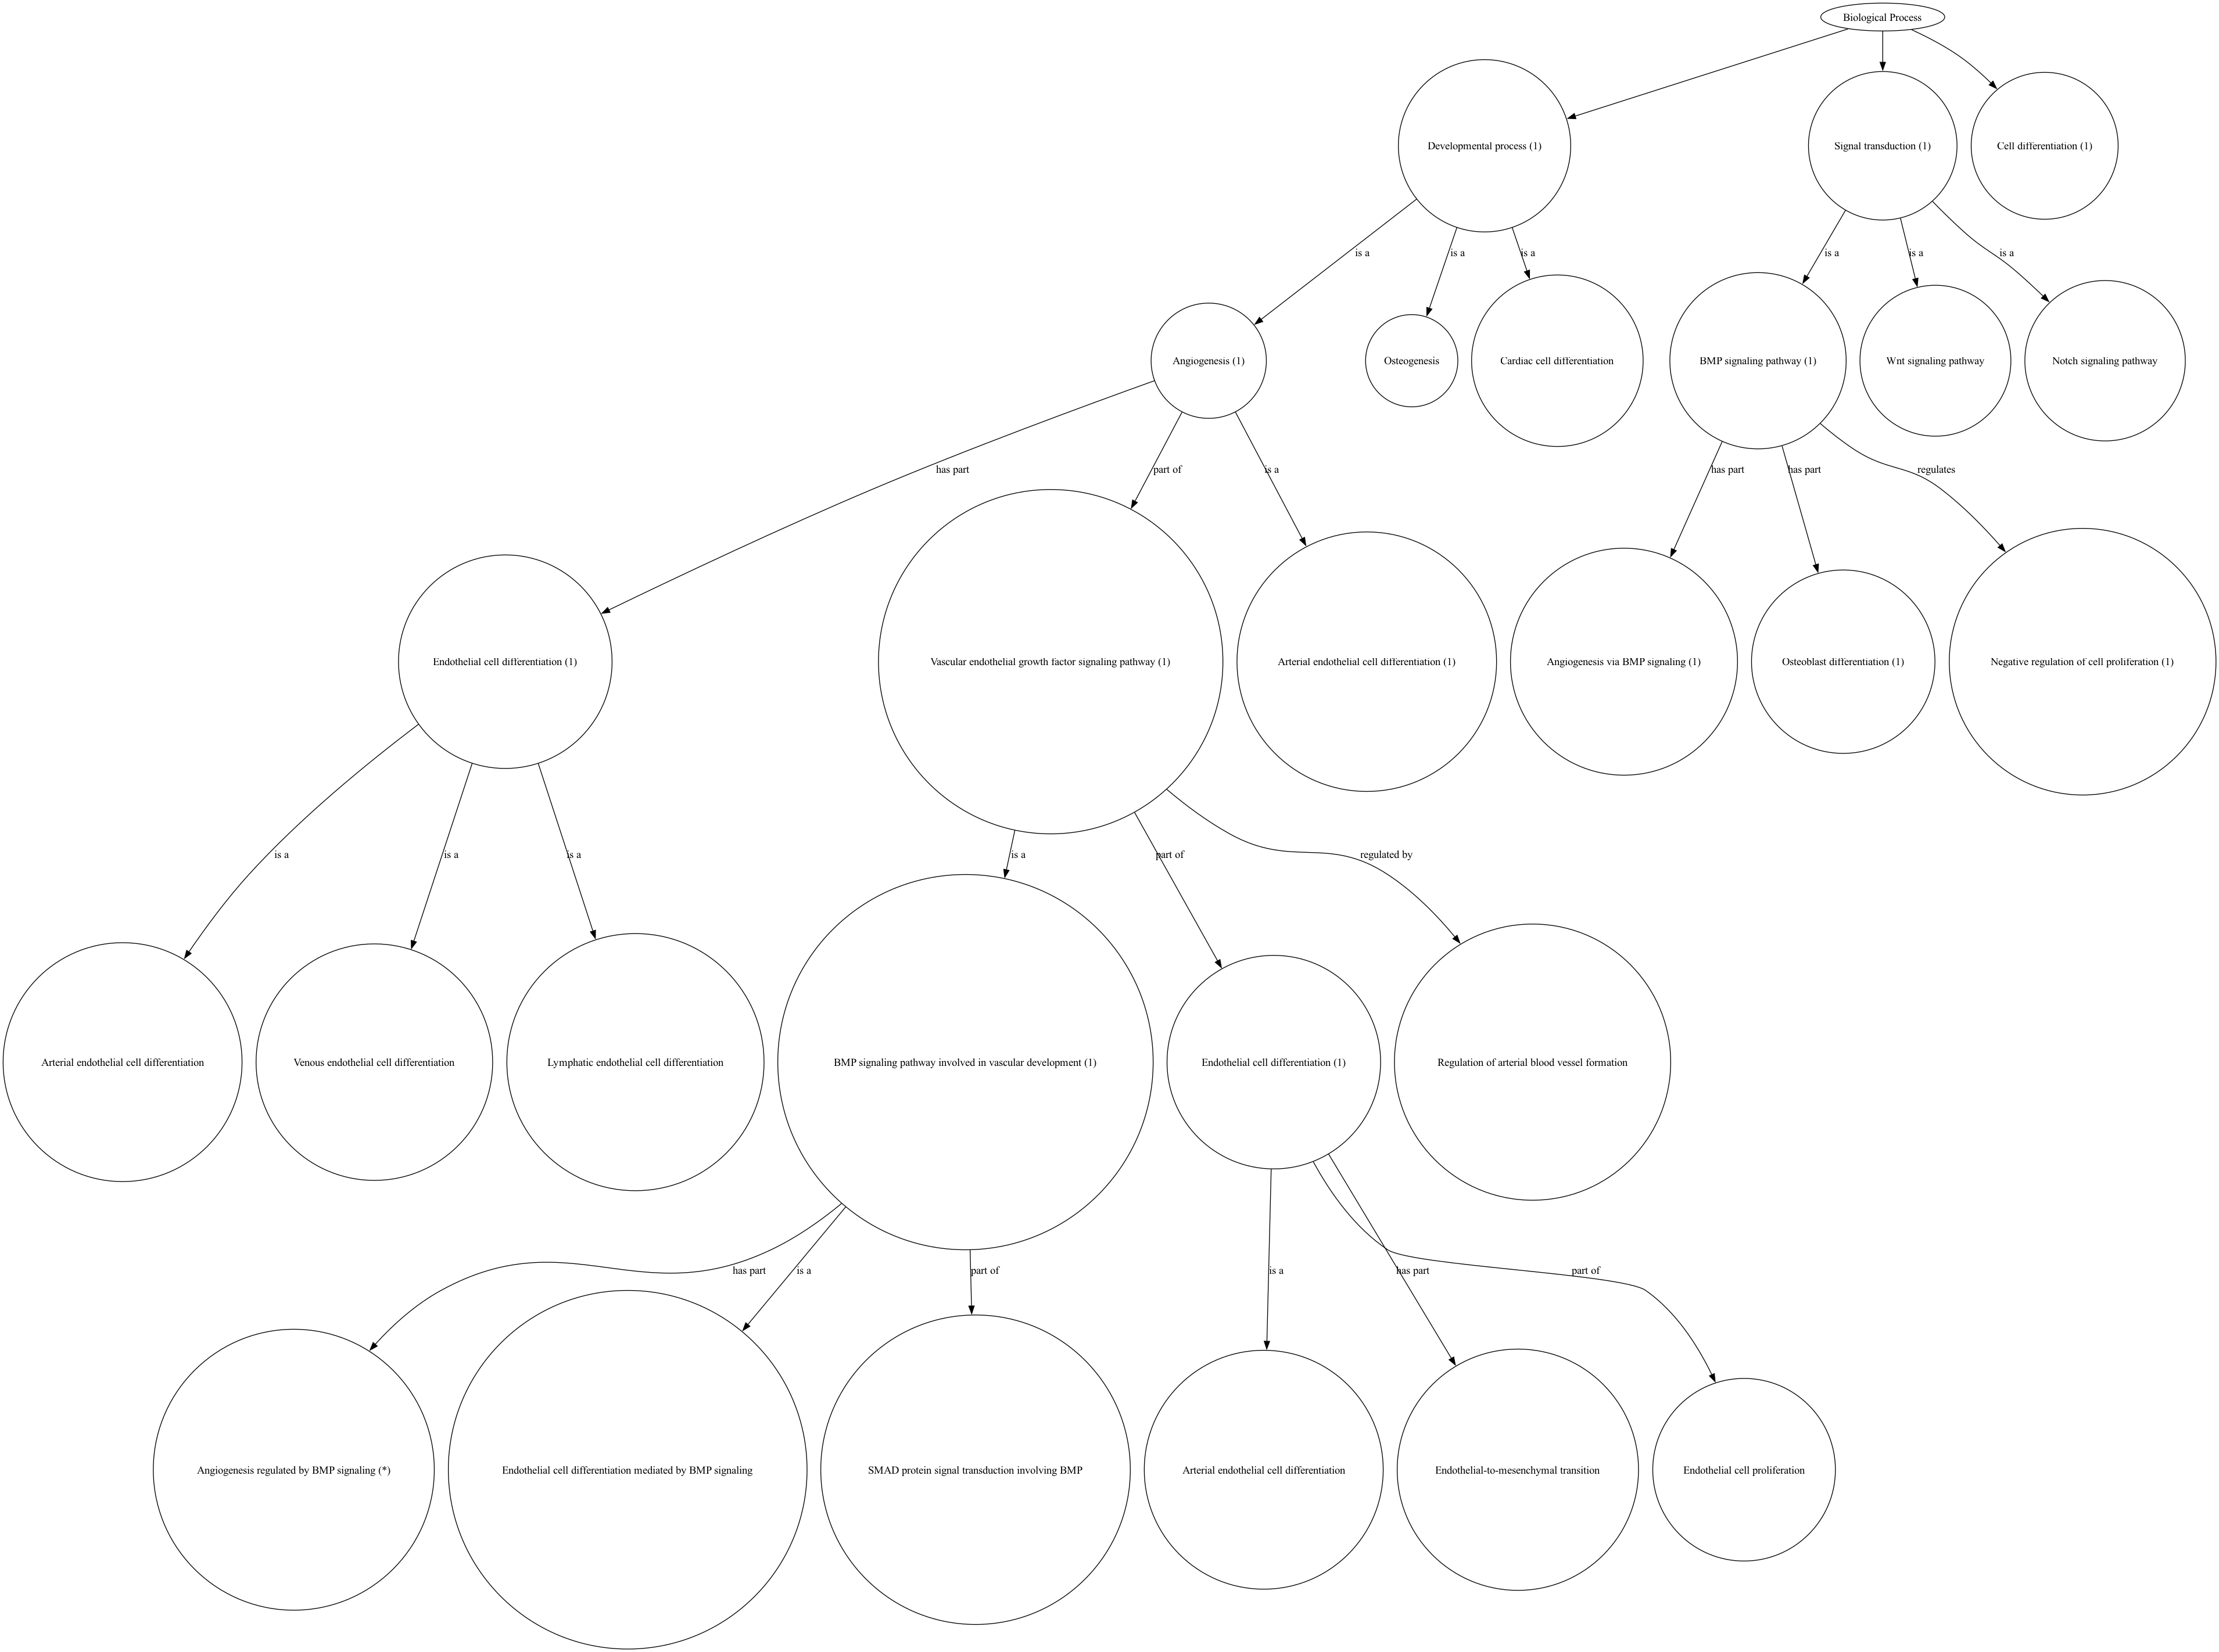 Biological Process
Developmental process (1)
Signal transduction (1)
Cell differentiation (1)
is a
is a
is a
is a
is a
is a
Angiogenesis (1)
Osteogenesis
Cardiac cell differentiation
BMP signaling pathway (1)
Wnt signaling pathway
Notch signaling pathway
has part
part of
is a
has part
has part
regulates
Endothelial cell differentiation (1)
Vascular endothelial growth factor signaling pathway (1)
Arterial endothelial cell differentiation (1)
Angiogenesis via BMP signaling (1)
Osteoblast differentiation (1)
Negative regulation of cell proliferation (1)
is a
is a
is a
is a
part of
regulated by
Arterial endothelial cell differentiation
Venous endothelial cell differentiation
Lymphatic endothelial cell differentiation
BMP signaling pathway involved in vascular development (1)
Endothelial cell differentiation (1)
Regulation of arterial blood vessel formation
has part
is a
part of
is a
has part
part of
Angiogenesis regulated by BMP signaling (*)
Endothelial cell differentiation mediated by BMP signaling
SMAD protein signal transduction involving BMP
Arterial endothelial cell differentiation
Endothelial-to-mesenchymal transition
Endothelial cell proliferation